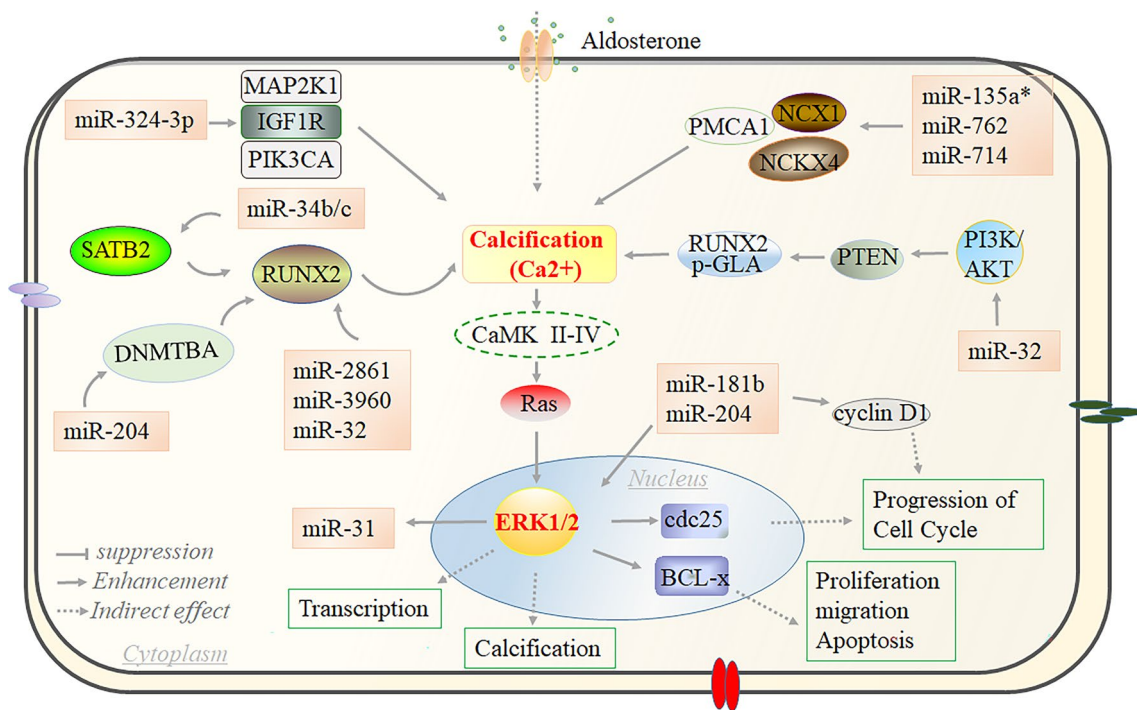 Aldosterone
MAP2K1
IGF1R
PIK3CA
miR-324-3p
PMCA1
NCX1
NCKX4
miR-135a*
miR-762
miR-714
miR-34b/c
SATB2
RUNX2
Calcification
(Ca2+)
RUNX2
p-GLA
PTEN
PI3K/
AKT
DNMTBA
CaMK II-IV
miR-32
miR-2861
miR-3960
miR-32
miR-204
Ras
miR-181b
miR-204
cyclin D1
Nucleus
ERK1/2
cdc25
BCL-x
miR-31
Progression of
Cell Cycle
suppression
Enhancement
Indirect effect
Transcription
Calcification
Proliferation
migration
Apoptosis
Cytoplasm